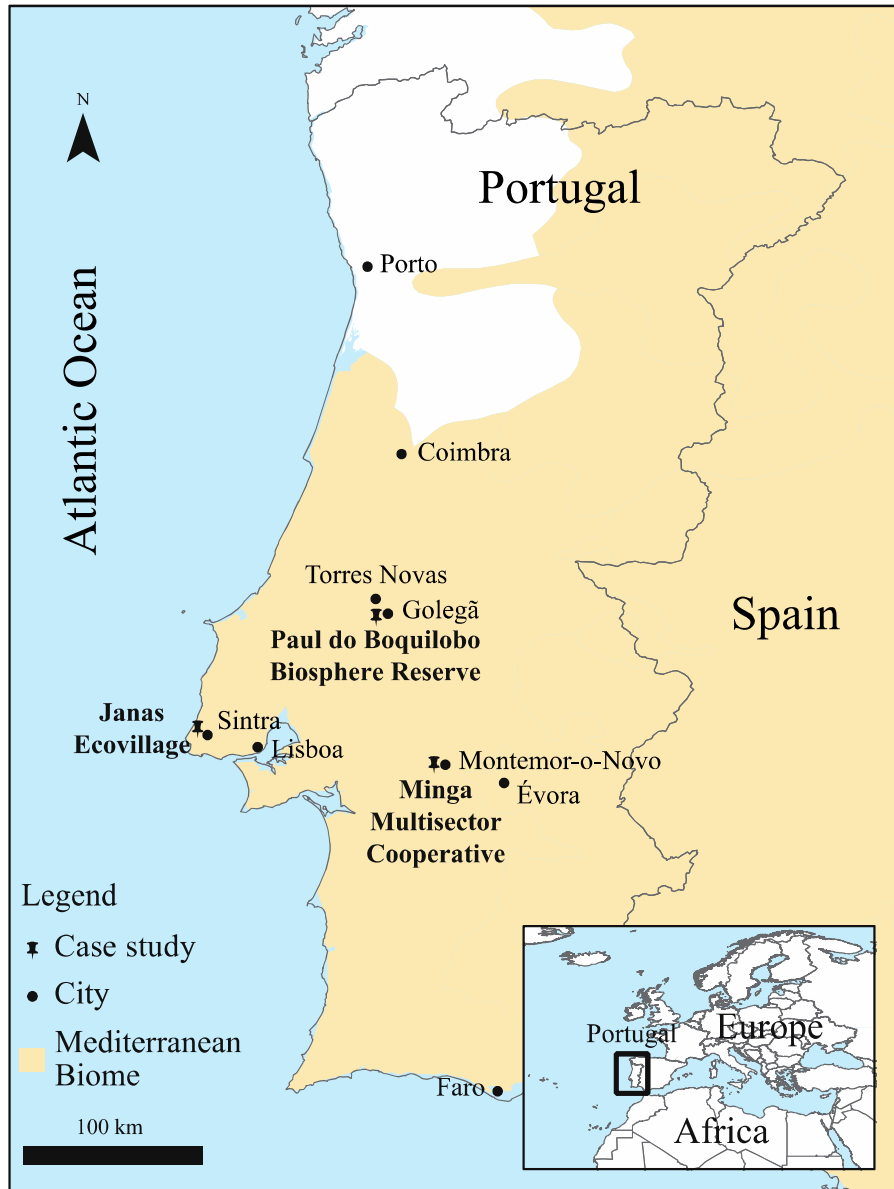 N
Portugal
Atlantic Ocean
Porto
Coimbra
Torres Novas
Golegã
Paul do Boquilobo
Biosphere Reserve
Spain
Janas
Ecovillage
Sintra
Lisboa
Montemor-o-Novo
Minga
Multisector
Cooperative
Évora
Legend
Case study
City
Mediterranean
Biome
100 km
Faro
Portugal
Europe
Africa